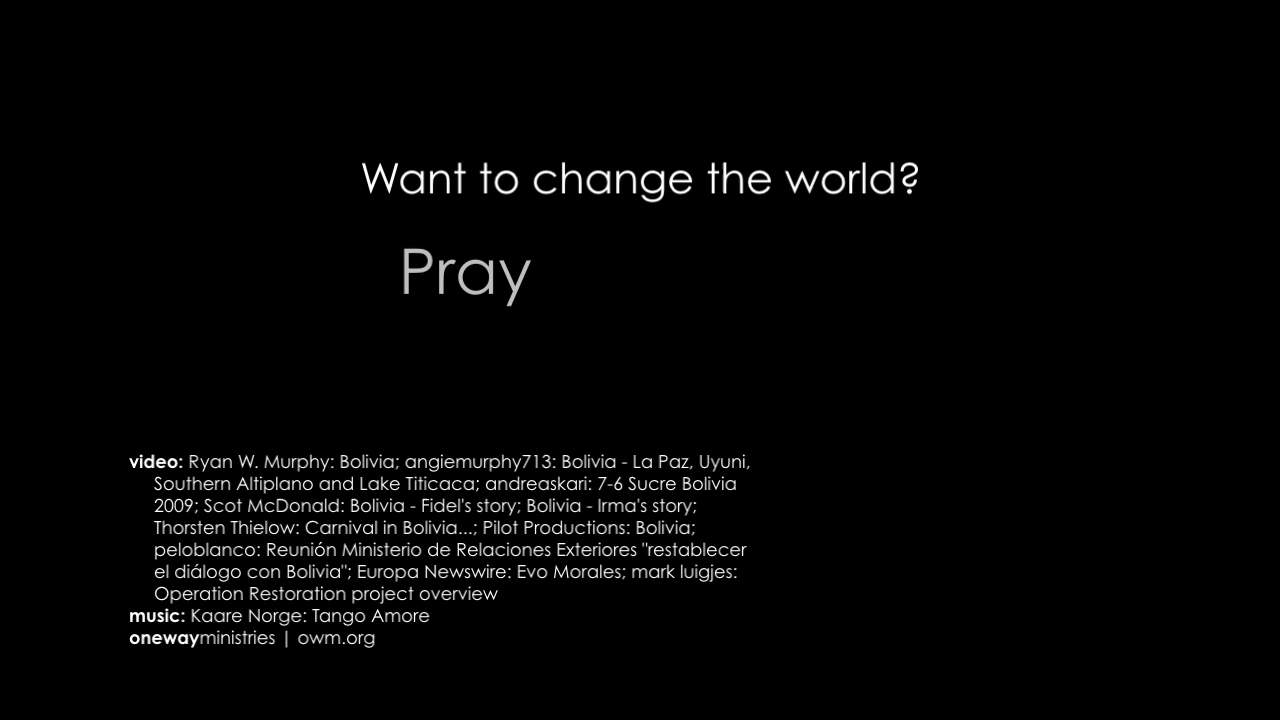 Want to change the world?
Pray
video: Ryan W. Murphy: Bolivia; angiemurphy713: Bolivia - La Paz, Uyuni,
Southern Altiplano and Lake Titicaca; andreaskari: 7-6 Sucre Bolivia
2009; Scot McDonald: Bolivia - Fidel's story; Bolivia - Irma's story;
Thorsten Thielow: Carnival in Bolivia...; Pilot Productions: Bolivia;
peloblanco: Reunión Ministerio de Relaciones Exteriores "restablecer
el diálogo con Bolivia"; Europa Newswire: Evo Morales; mark luigjes:
Operation Restoration project overview
music: Kaare Norge: Tango Amore
onewayministries | owm.org